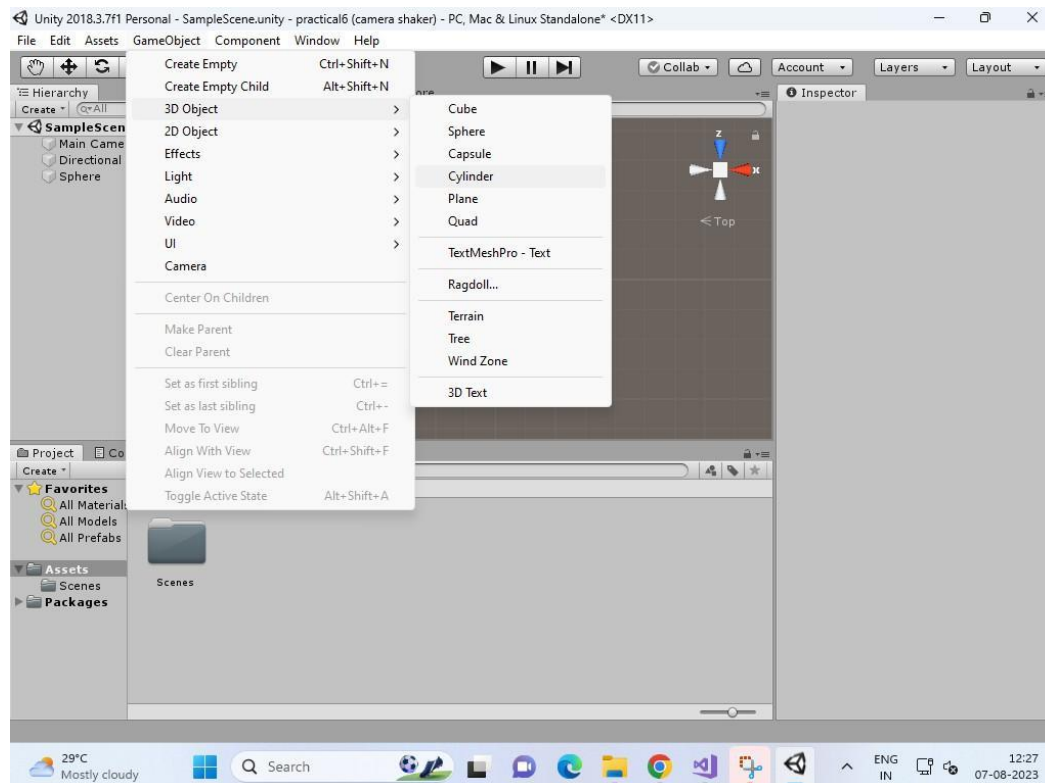 Unity 2018.3.7f1 Personal - SampleScene.unity - practical6 (camera shaker) - PC, Mac & Linux Standalone* <DX11>
File Edit Assets GameObject Component Window Help
Collab Account Layers Layout
Hierarchy
Create All
SampleScen
Main Came
Directional
Sphere
Create Empty Ctrl+Shift+N
Create Empty Child Alt+Shift+N
3D Object
2D Object
Effects
Light
Audio
Video
UI
Camera
Center On Children
Make Parent
Clear Parent
Set as first sibling Ctrl+=
Set as last sibling Ctrl+-
Move To View Ctrl+Alt+F
Align With View Ctrl+Shift+F
Align View to Selected
Toggle Active State Alt+Shift+A
Cube
Sphere
Capsule
Cylinder
Plane
Quad
TextMeshPro - Text
Ragdoll...
Terrain
Tree
Wind Zone
3D Text
z
x
Top
Inspector
Project Co
Create
Favorites
All Materials
All Models
All Prefabs
Assets
Scenes
Packages
Scenes
29°C
Mostly cloudy
Search
ENG
IN
12:27
07-08-2023